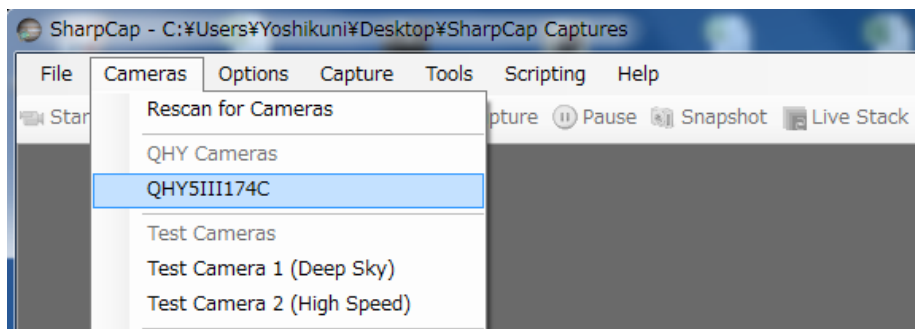 SharpCap - C:¥Users¥Yoshikuni¥Desktop¥SharpCap Captures
File Cameras Options Capture Tools Scripting Help
Star pture Pause Snapshot Live Stack
Rescan for Cameras
QHY Cameras
QHY5III174C
Test Cameras
Test Camera 1 (Deep Sky)
Test Camera 2 (High Speed)